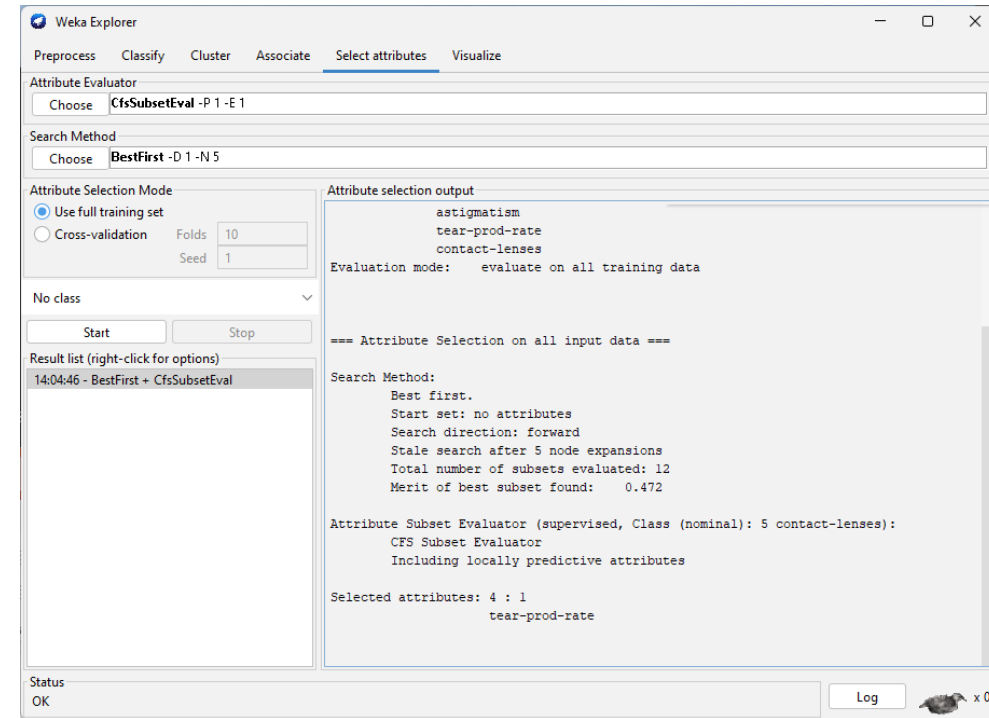 Weka Explorer
Preprocess Classify Cluster Associate Select attributes Visualize
Attribute Evaluator
Choose CfsSubsetEval -P 1 -E 1
Search Method
Choose BestFirst -D 1 -N 5
Attribute Selection Mode
Use full training set
Cross-validation Folds 10
Seed 1
No class
Start Stop
Result list (right-click for options)
14:04:46 - BestFirst + CfsSubsetEval
Attribute selection output
astigmatism
tear-prod-rate
contact-lenses
Evaluation mode: evaluate on all training data
=== Attribute Selection on all input data ===
Search Method:
Best first.
Start set: no attributes
Search direction: forward
Stale search after 5 node expansions
Total number of subsets evaluated: 12
Merit of best subset found: 0.472
Attribute Subset Evaluator (supervised, Class (nominal): 5 contact-lenses):
CFS Subset Evaluator
Including locally predictive attributes
Selected attributes: 4 : 1
tear-prod-rate
Status
OK
Log x 0